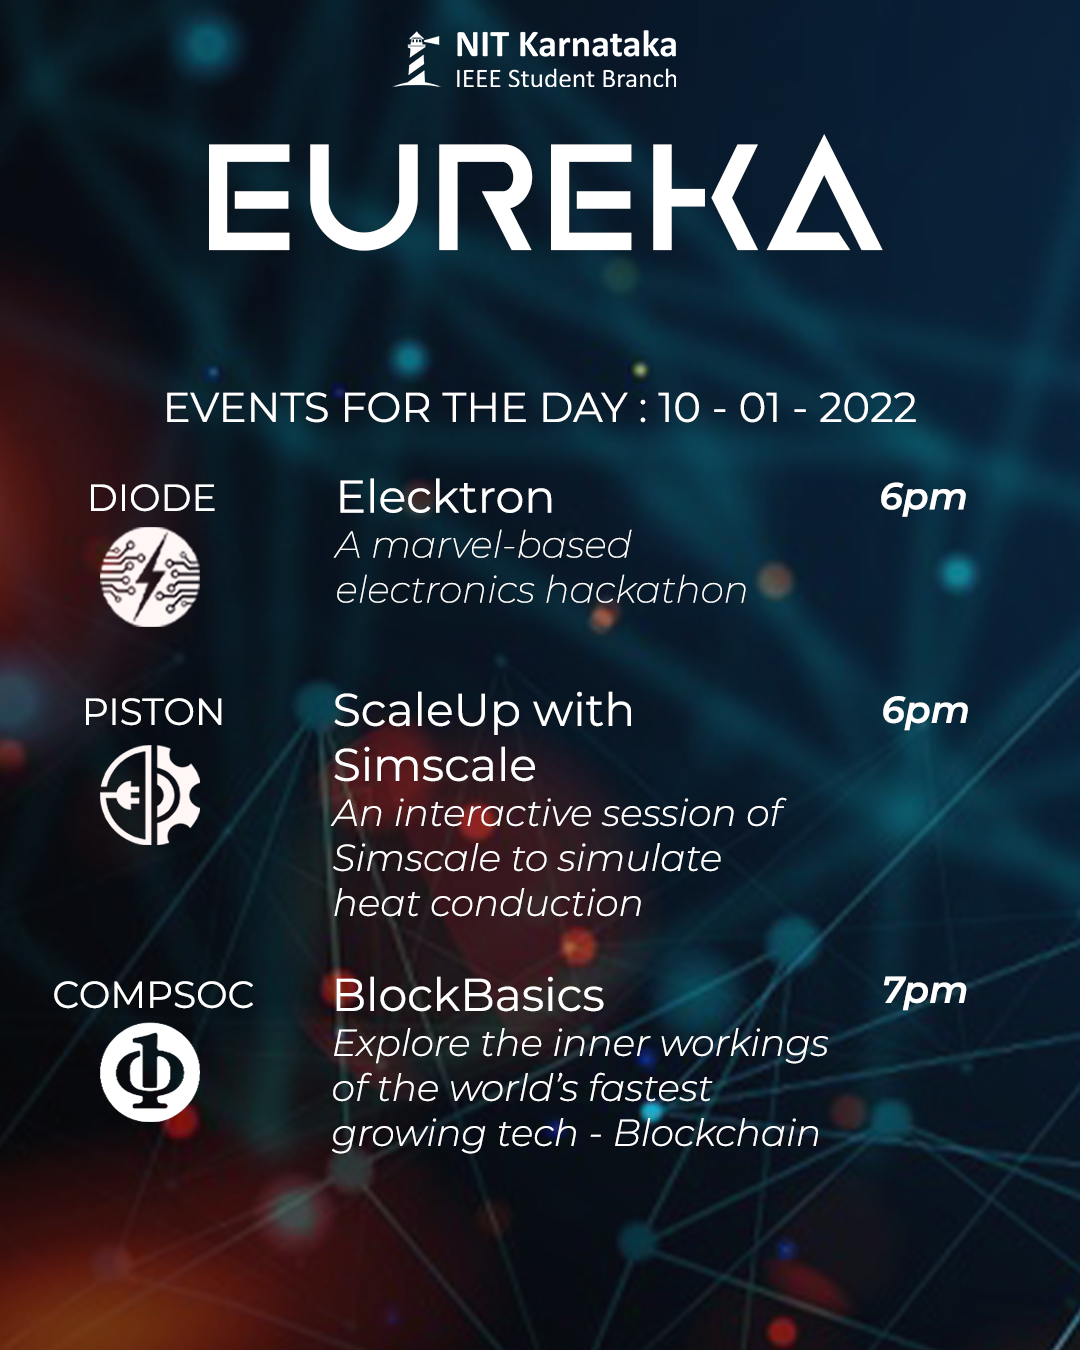 NIT Karnataka
IEEE Student Branch
EUREKA
EVENTS FOR THE DAY : 10 - 01 - 2022
DIODE
Elecktron
6pm
A marvel-based
electronics hackathon
PISTON
ScaleUp with
Simscale
6pm
An interactive session of
Simscale to simulate
heat conduction
COMPSOC
BlockBasics
7pm
Explore the inner workings
of the world's fastest
growing tech - Blockchain